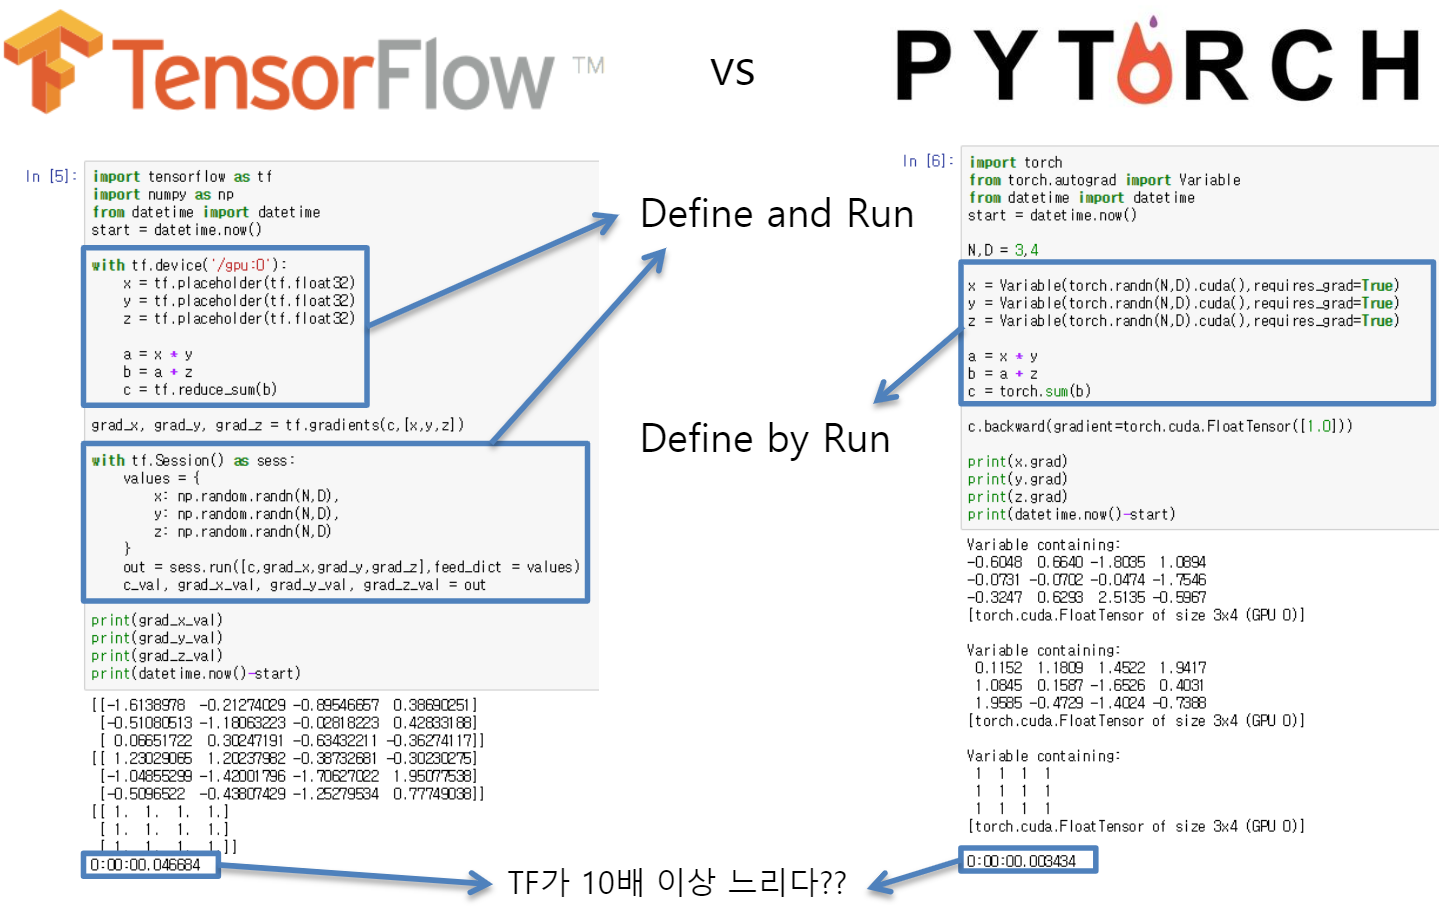 TensorFlow ™
vs
PYTORCH
In [5]:
import tensorflow as tf
import numpy as np
from datetime import datetime
start = datetime.now()
with tf.device('/gpu:0'):
x = tf.placeholder(tf.float32)
y = tf.placeholder(tf.float32)
z = tf.placeholder(tf.float32)
a = x * y
b = a + z
c = tf.reduce_sum(b)
grad_x, grad_y, grad_z = tf.gradients(c,[x,y,z])
with tf.Session() as sess:
values = {
x: np.random.randn(N,D),
y: np.random.randn(N,D),
z: np.random.randn(N,D)
}
out = sess.run([c,grad_x,grad_y,grad_z],feed_dict = values)
c_val, grad_x_val, grad_y_val, grad_z_val = out
print(grad_x_val)
print(grad_y_val)
print(grad_z_val)
print(datetime.now()-start)
[[-1.6138978 -0.21274029 -0.89546657 0.38690251]
[-0.51080513 -1.18063223 -0.02818223 0.42833188]
[ 0.06651722 0.30247191 -0.63432211 -0.36274117]]
[[ 1.23029065 1.20237982 -0.38732681 -0.30230275]
[-1.04855299 -1.42001796 -1.70627022 1.95077538]
[-0.5096522 -0.43807429 -1.25279534 0.77749038]]
[[ 1. 1. 1. 1.]
[ 1. 1. 1. 1.]
[ 1. 1. 1. 1.]]
0:00:00.046684
Define and Run
Define by Run
In [6]:
import torch
from torch.autograd import Variable
from datetime import datetime
start = datetime.now()
N,D = 3,4
x = Variable(torch.randn(N,D).cuda(),requires_grad=True)
y = Variable(torch.randn(N,D).cuda(),requires_grad=True)
z = Variable(torch.randn(N,D).cuda(),requires_grad=True)
a = x * y
b = a + z
c = torch.sum(b)
c.backward(gradient=torch.cuda.FloatTensor([1.0]))
print(x.grad)
print(y.grad)
print(z.grad)
print(datetime.now()-start)
Variable containing:
-0.6048 0.6640 -1.8035 1.0894
-0.0731 -0.0702 -0.0474 -1.7546
-0.3247 0.6293 2.5135 -0.5967
[torch.cuda.FloatTensor of size 3x4 (GPU 0)]
Variable containing:
0.1152 1.1809 1.4522 1.9417
1.0845 0.1587 -1.6526 0.4031
1.9585 -0.4729 -1.4024 -0.7388
[torch.cuda.FloatTensor of size 3x4 (GPU 0)]
Variable containing:
1 1 1 1
1 1 1 1
1 1 1 1
[torch.cuda.FloatTensor of size 3x4 (GPU 0)]
0:00:00.003434
TF가 10배 이상 느리다??